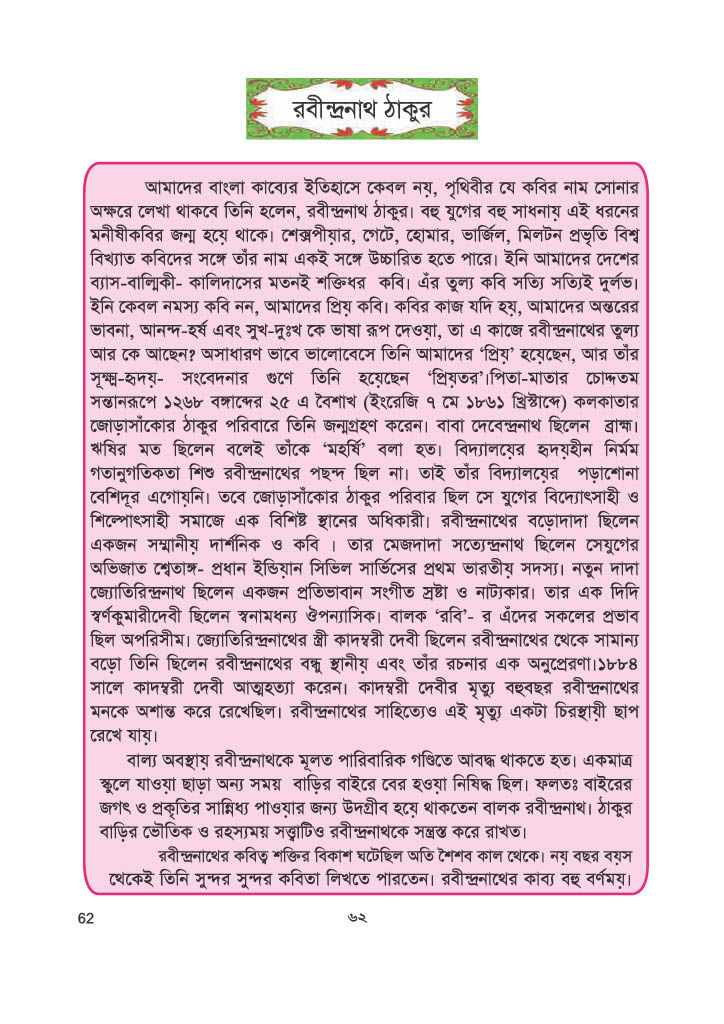 রবীন্দ্রনাথ ঠাকুর
আমাদের বাংলা কাব্যের ইতিহাসে কেবল নয়, পৃথিবীর যে কবির নাম সোনার
অক্ষরে লেখা থাকবে তিনি হলেন, রবীন্দ্রনাথ ঠাকুর। বহু যুগের বহু সাধনায় এই ধরনের
মনীষীকবির জন্ম হয়ে থাকে। শেক্সপীয়ার, গেটে, হোমার, ভার্জিল, মিলটন প্রভৃতি বিশ্ব
বিখ্যাত কবিদের সঙ্গে তাঁর নাম একই সঙ্গে উচ্চারিত হতে পারে। ইনি আমাদের দেশের
ব্যাস-বাল্মিকী- কালিদাসের মতনই শক্তিধর কবি। এঁর তুল্য কবি সত্যি সত্যিই দুর্লভ।
ইনি কেবল নমস্য কবি নন, আমাদের প্রিয় কবি। কবির কাজ যদি হয়, আমাদের অন্তরের
ভাবনা, আনন্দ-হর্ষ এবং সুখ-দুঃখ কে ভাষা রূপ দেওয়া, তা এ কাজে রবীন্দ্রনাথের তুল্য
আর কে আছেন? অসাধারণ ভাবে ভালোবেসে তিনি আমাদের ‘প্রিয়’ হয়েছেন, আর তাঁর
সূক্ষ্ম-হৃদয়- সংবেদনার গুণে তিনি হয়েছেন ‘প্রিয়তর’।পিতা-মাতার চোদ্দতম
সন্তানরূপে ১২৬৮ বঙ্গাব্দের ২৫ এ বৈশাখ (ইংরেজি ৭ মে ১৮৬১ খ্রিস্টাব্দে) কলকাতার
জোড়াসাঁকোর ঠাকুর পরিবারে তিনি জন্মগ্রহণ করেন। বাবা দেবেন্দ্রনাথ ছিলেন ব্রাহ্ম।
ঋষির মত ছিলেন বলেই তাঁকে ‘মহর্ষি’ বলা হত। বিদ্যালয়ের হৃদয়হীন নির্মম
গতানুগতিকতা শিশু রবীন্দ্রনাথের পছন্দ ছিল না। তাই তাঁর বিদ্যালয়ের পড়াশোনা
বেশিদূর এগোয়নি। তবে জোড়াসাঁকোর ঠাকুর পরিবার ছিল সে যুগের বিদ্যোৎসাহী ও
শিল্পোৎসাহী সমাজে এক বিশিষ্ট স্থানের অধিকারী। রবীন্দ্রনাথের বড়োদাদা ছিলেন
একজন সম্মানীয় দার্শনিক ও কবি । তার মেজদাদা সত্যেন্দ্রনাথ ছিলেন সেযুগের
অভিজাত শ্বেতাঙ্গ- প্রধান ইন্ডিয়ান সিভিল সার্ভিসের প্রথম ভারতীয় সদস্য। নতুন দাদা
জ্যোতিরিন্দ্রনাথ ছিলেন একজন প্রতিভাবান সংগীত স্রষ্টা ও নাট্যকার। তার এক দিদি
স্বর্ণকুমারীদেবী ছিলেন স্বনামধন্য ঔপন্যাসিক। বালক ‘রবি’- র এঁদের সকলের প্রভাব
ছিল অপরিসীম। জ্যোতিরিন্দ্রনাথের স্ত্রী কাদম্বরী দেবী ছিলেন রবীন্দ্রনাথের থেকে সামান্য
বড়ো তিনি ছিলেন রবীন্দ্রনাথের বন্ধু স্থানীয় এবং তাঁর রচনার এক অনুপ্রেরণা।১৮৮৪
সালে কাদম্বরী দেবী আত্মহত্যা করেন। কাদম্বরী দেবীর মৃত্যু বহুবছর রবীন্দ্রনাথের
মনকে অশান্ত করে রেখেছিল। রবীন্দ্রনাথের সাহিত্যেও এই মৃত্যু একটা চিরস্থায়ী ছাপ
রেখে যায়।
বাল্য অবস্থায় রবীন্দ্রনাথকে মূলত পারিবারিক গণ্ডিতে আবদ্ধ থাকতে হত। একমাত্র
স্কুলে যাওয়া ছাড়া অন্য সময় বাড়ির বাইরে বের হওয়া নিষিদ্ধ ছিল। ফলতঃ বাইরের
জগৎ ও প্রকৃতির সান্নিধ্য পাওয়ার জন্য উদগ্রীব হয়ে থাকতেন বালক রবীন্দ্রনাথ। ঠাকুর
বাড়ির ভৌতিক ও রহস্যময় সত্ত্বাটিও রবীন্দ্রনাথকে সন্ত্রস্ত করে রাখত।
রবীন্দ্রনাথের কবিত্ব শক্তির বিকাশ ঘটেছিল অতি শৈশব কাল থেকে। নয় বছর বয়স
থেকেই তিনি সুন্দর সুন্দর কবিতা লিখতে পারতেন। রবীন্দ্রনাথের কাব্য বহু বর্ণময়।
62 ৬২